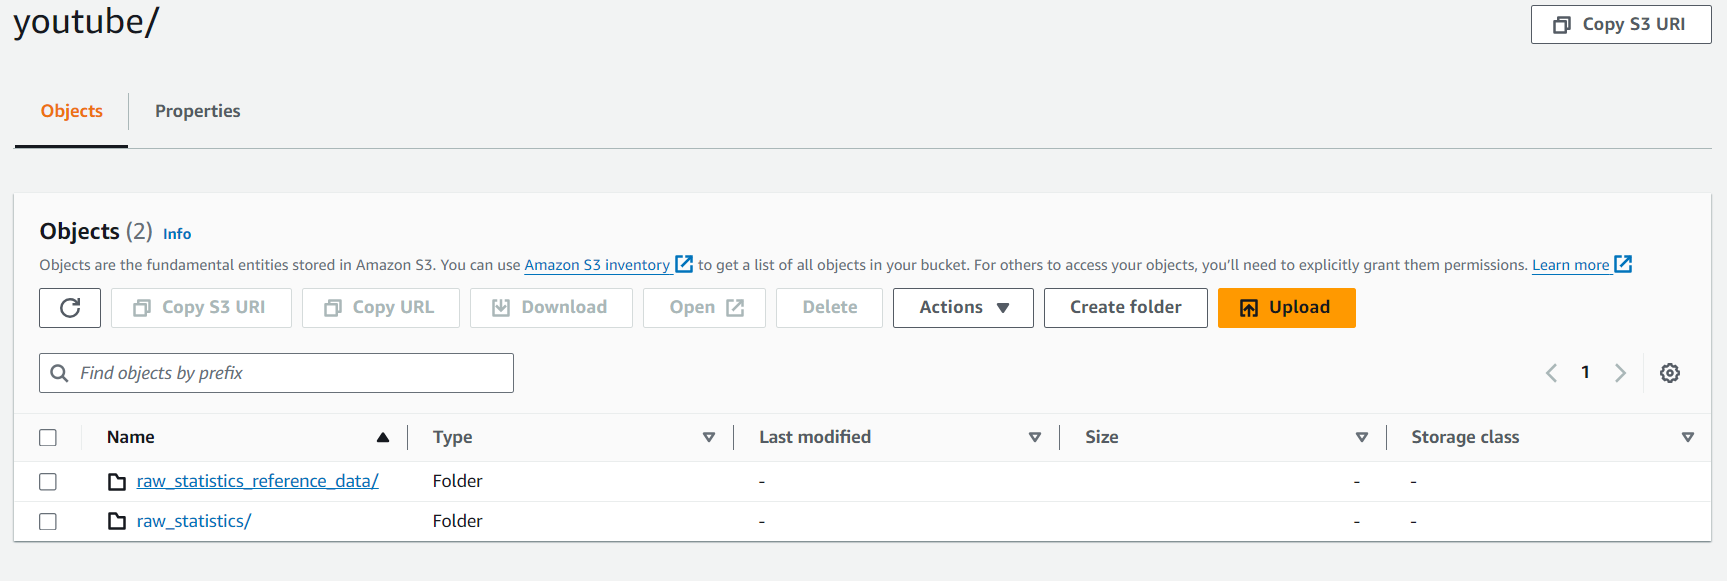 youtube/
Copy S3 URI
Objects
Properties
Objects (2) Info
Objects are the fundamental entities stored in Amazon S3. You can use Amazon S3 inventory to get a list of all objects in your bucket. For others to access your objects, you'll need to explicitly grant them permissions. Learn more
Copy S3 URI Copy URL Download Open Delete Actions Create folder Upload
Find objects by prefix
1
Name Type Last modified Size Storage class
raw_statistics_reference_data/ Folder - - -
raw_statistics/ Folder - - -